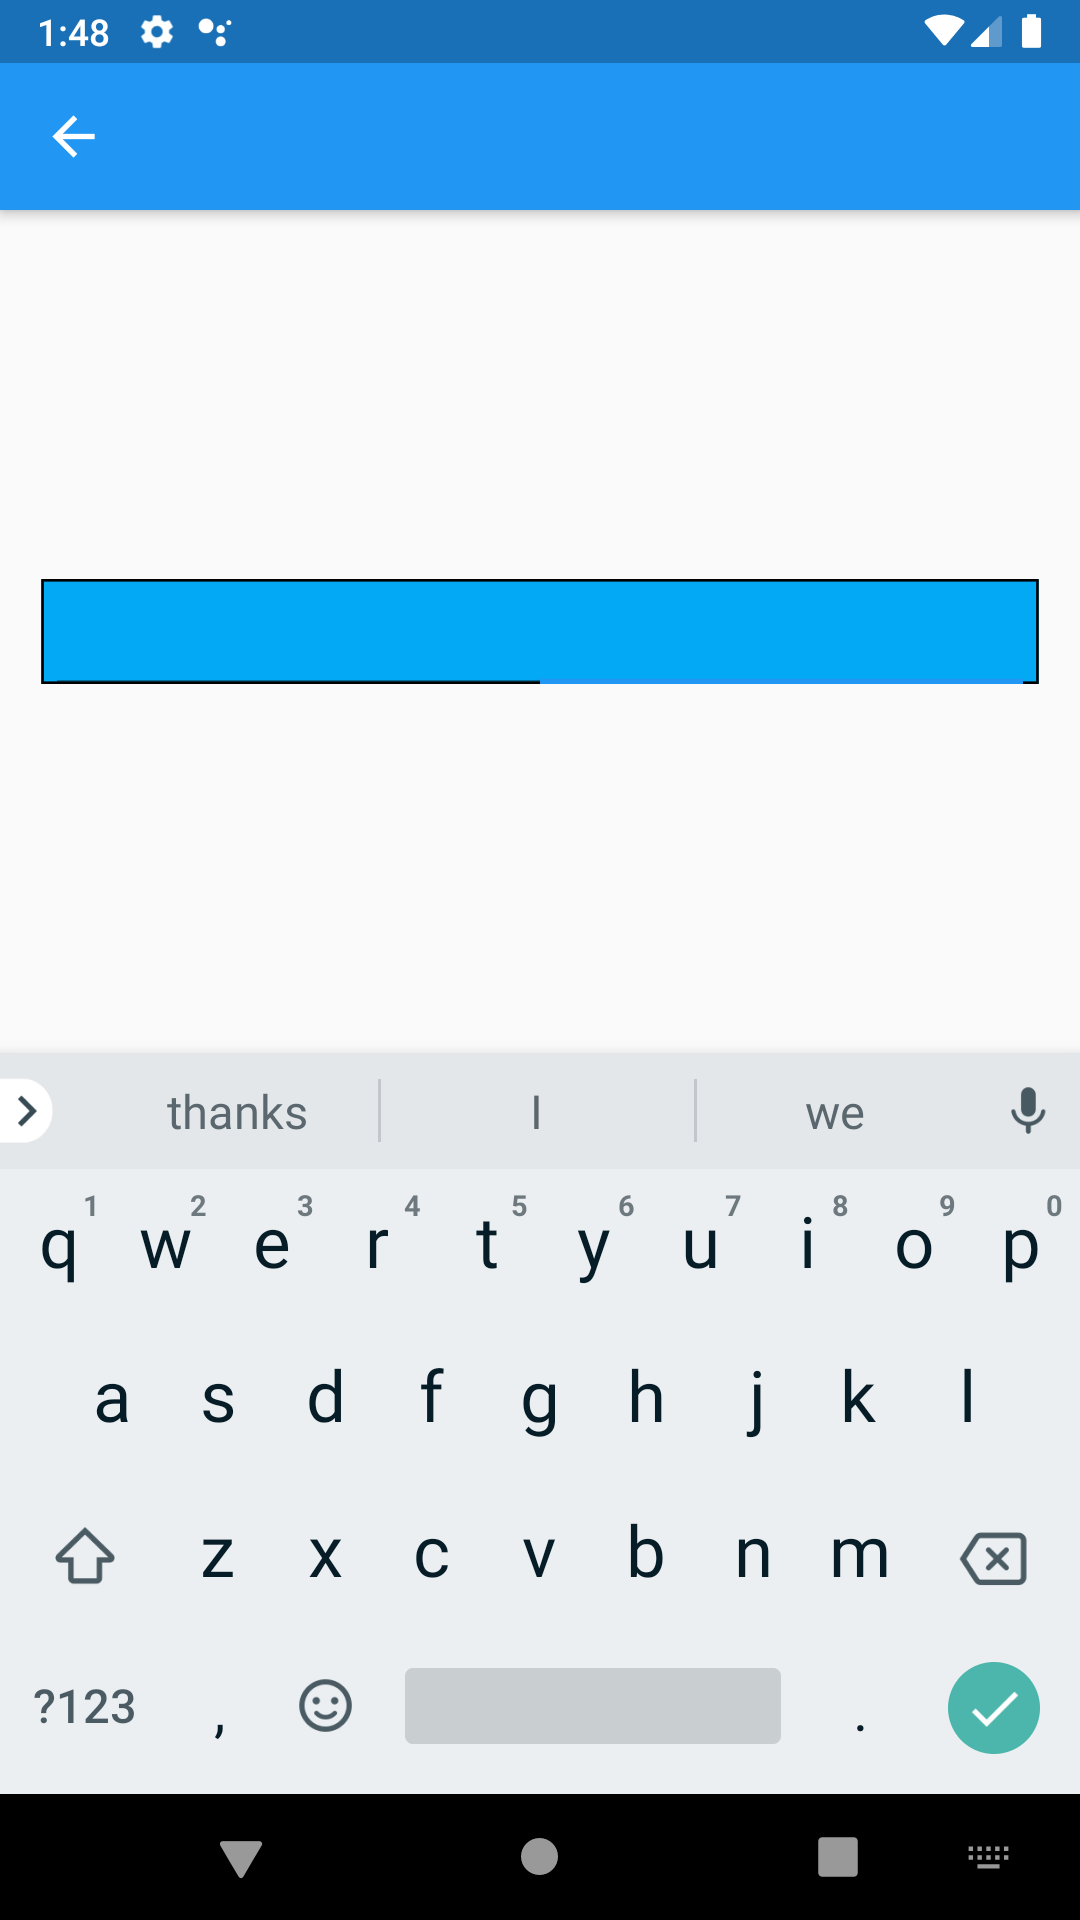 1:48
thanks I we
1 2 3 4 5 6 7 8 9 0
q w e r t y u i o p
a s d f g h j k l
z x c v b n m
?123 , .